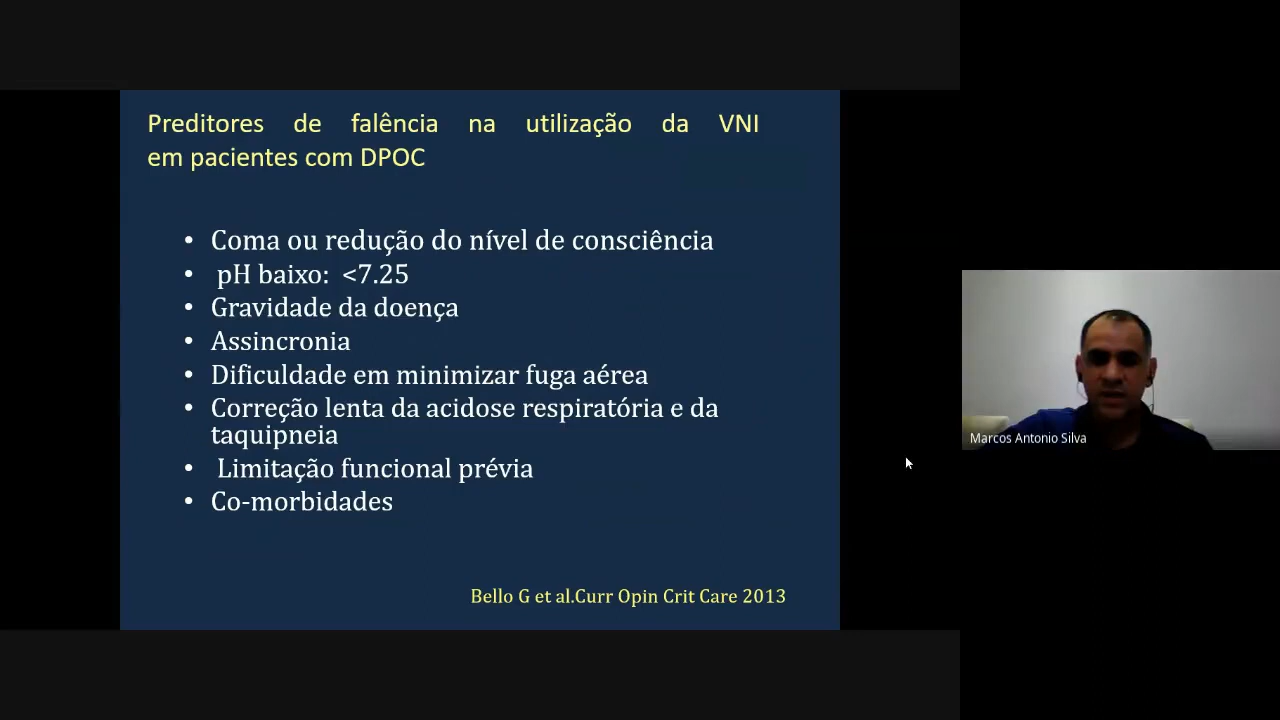 Preditores de falência na utilização da VNI
em pacientes com DPOC
• Coma ou redução do nível de consciência
• pH baixo: <7.25
• Gravidade da doença
• Assincronia
• Dificuldade em minimizar fuga aérea
• Correção lenta da acidose respiratória e da
taquipneia
• Limitação funcional prévia
• Co-morbidades
Bello G et al.Curr Opin Crit Care 2013
Marcos Antonio Silva